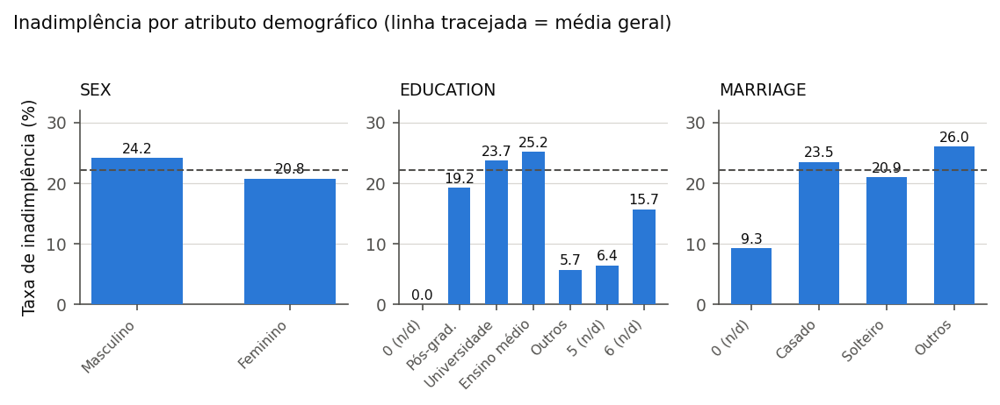 Inadimplência por atributo demográfico (linha tracejada = média geral)
SEX
Taxa de inadimplência (%)
30
20
10
0
24.2
20.8
Masculino
Feminino
EDUCATION
30
20
10
0
0.0
19.2
23.7
25.2
5.7
6.4
15.7
0 (n/d)
Pós-grad.
Universidade
Ensino médio
Outros
5 (n/d)
6 (n/d)
MARRIAGE
30
20
10
0
9.3
23.5
20.9
26.0
0 (n/d)
Casado
Solteiro
Outros